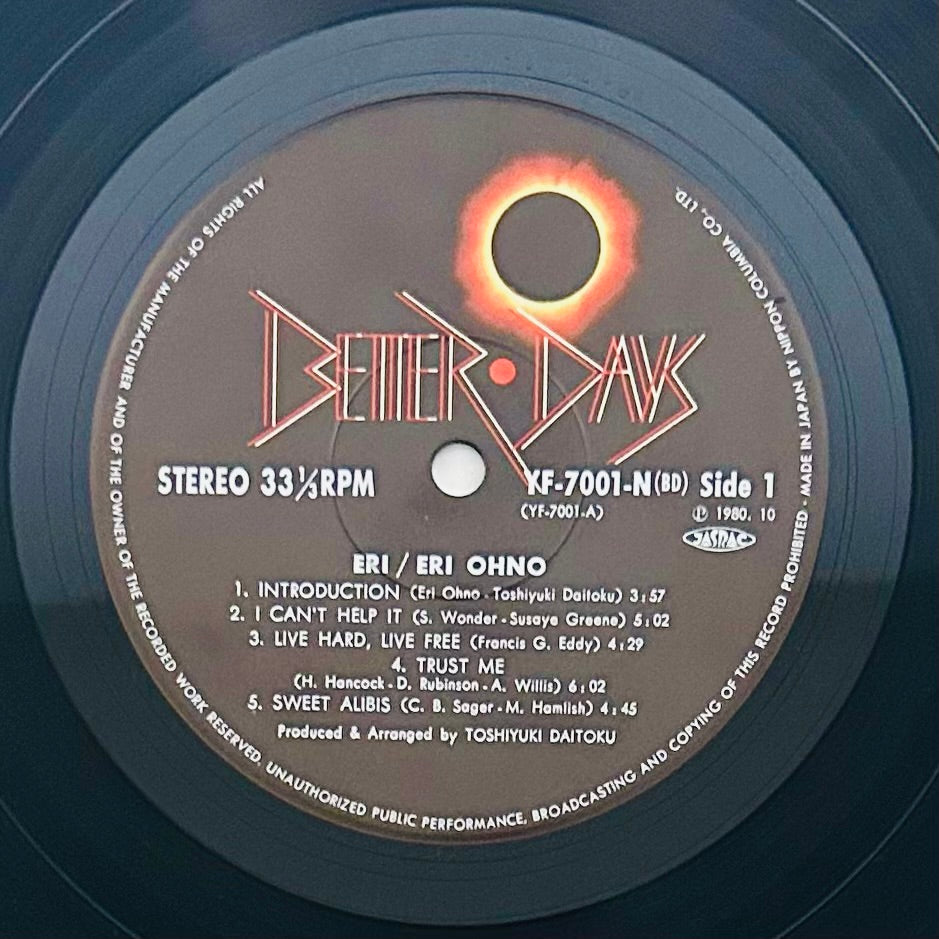 BETTER • DAYS
STEREO 33⅓RPM
YF-7001-N(BD) Side 1
(YF-7001-A)
Ⓟ 1980. 10
JASRAC
ERI / ERI OHNO
1. INTRODUCTION (Eri Ohno - Toshiyuki Daitoku) 3:57
2. I CAN'T HELP IT (S. Wonder - Susaye Greene) 5:02
3. LIVE HARD, LIVE FREE (Francis G. Eddy) 4:29
4. TRUST ME
(H. Hancock - D. Rubinson - A. Willis) 6:02
5. SWEET ALIBIS (C. B. Sager - M. Hamlish) 4:45
Produced & Arranged by TOSHIYUKI DAITOKU
ALL RIGHTS OF THE MANUFACTURER AND OF THE OWNER OF THE RECORDED WORK RESERVED. UNAUTHORIZED PUBLIC PERFORMANCE, BROADCASTING AND COPYING OF THIS RECORD PROHIBITED • MADE IN JAPAN BY NIPPON COLUMBIA CO., LTD.